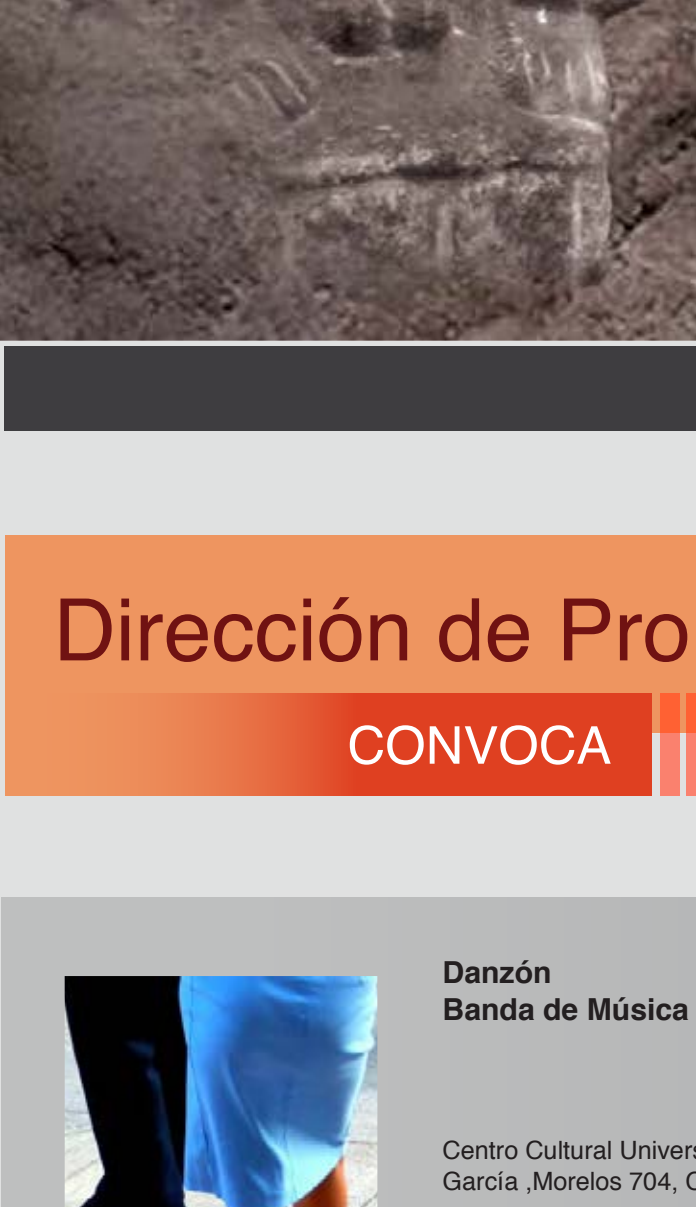 Dirección de Pro
CONVOCA
Danzón
Banda de Música
Centro Cultural Univers
García ,Morelos 704, C